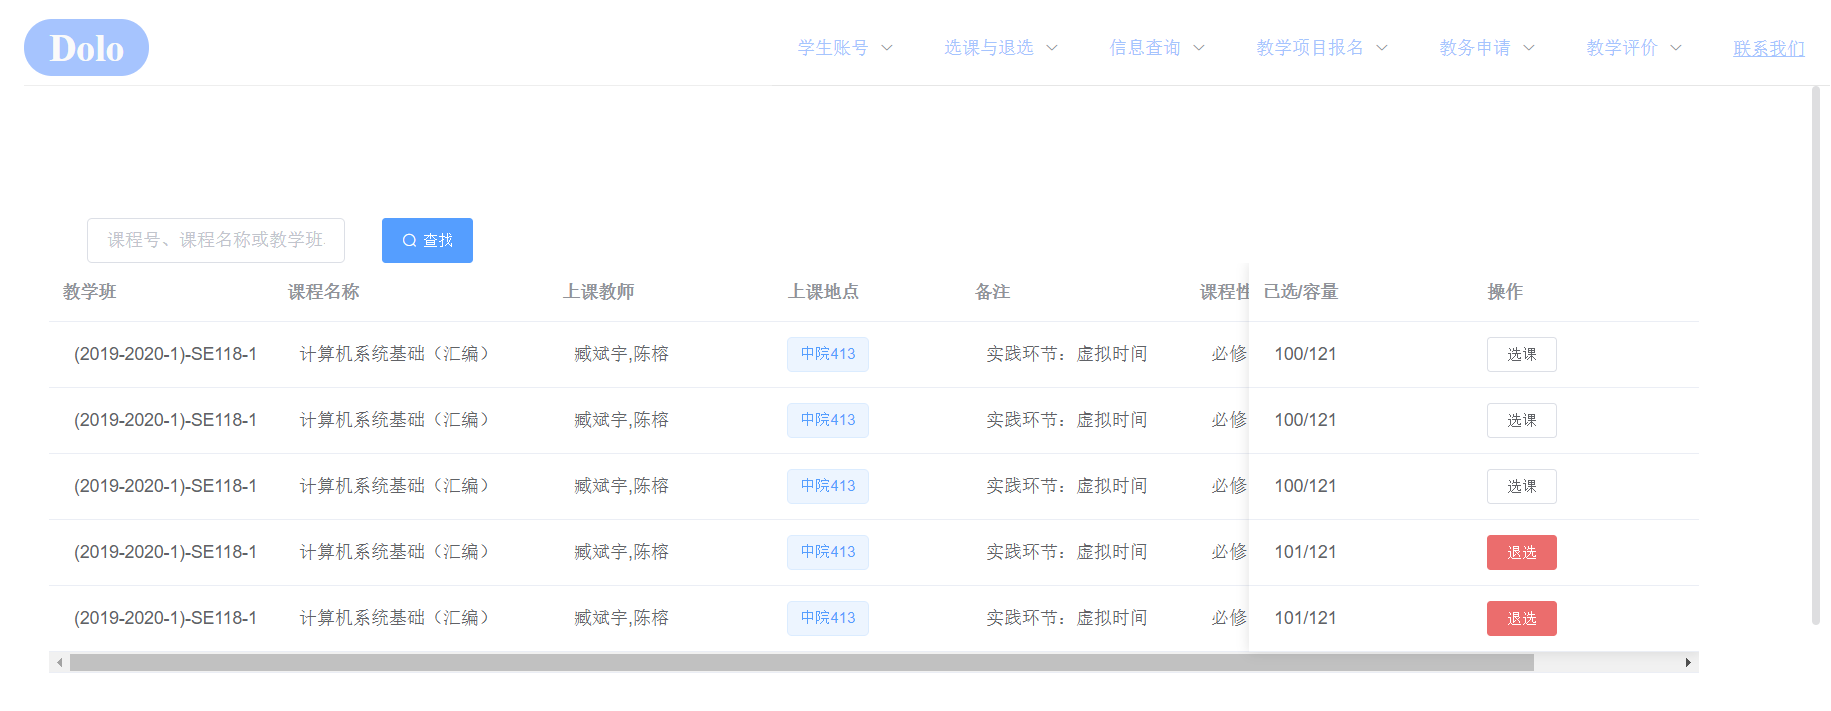 Dolo 学生账号 选课与退选 信息查询 教学项目报名 教务申请 教学评价 联系我们
课程号、课程名称或教学班 查找
教学班 课程名称 上课教师 上课地点 备注 课程性 已选/容量 操作
(2019-2020-1)-SE118-1 计算机系统基础（汇编） 臧斌宇,陈榕 中院413 实践环节：虚拟时间 必修 100/121 选课
(2019-2020-1)-SE118-1 计算机系统基础（汇编） 臧斌宇,陈榕 中院413 实践环节：虚拟时间 必修 100/121 选课
(2019-2020-1)-SE118-1 计算机系统基础（汇编） 臧斌宇,陈榕 中院413 实践环节：虚拟时间 必修 100/121 选课
(2019-2020-1)-SE118-1 计算机系统基础（汇编） 臧斌宇,陈榕 中院413 实践环节：虚拟时间 必修 101/121 退选
(2019-2020-1)-SE118-1 计算机系统基础（汇编） 臧斌宇,陈榕 中院413 实践环节：虚拟时间 必修 101/121 退选